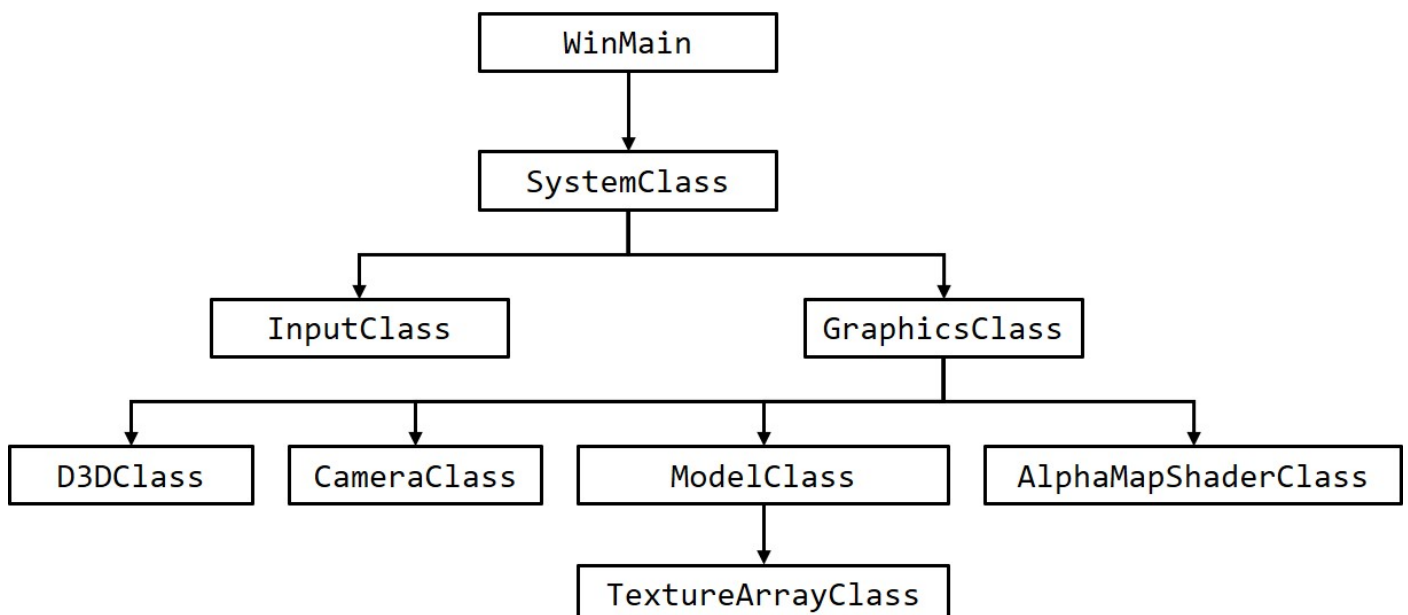 WinMain
SystemClass
InputClass
GraphicsClass
D3DClass
CameraClass
ModelClass
AlphaMapShaderClass
TextureArrayClass